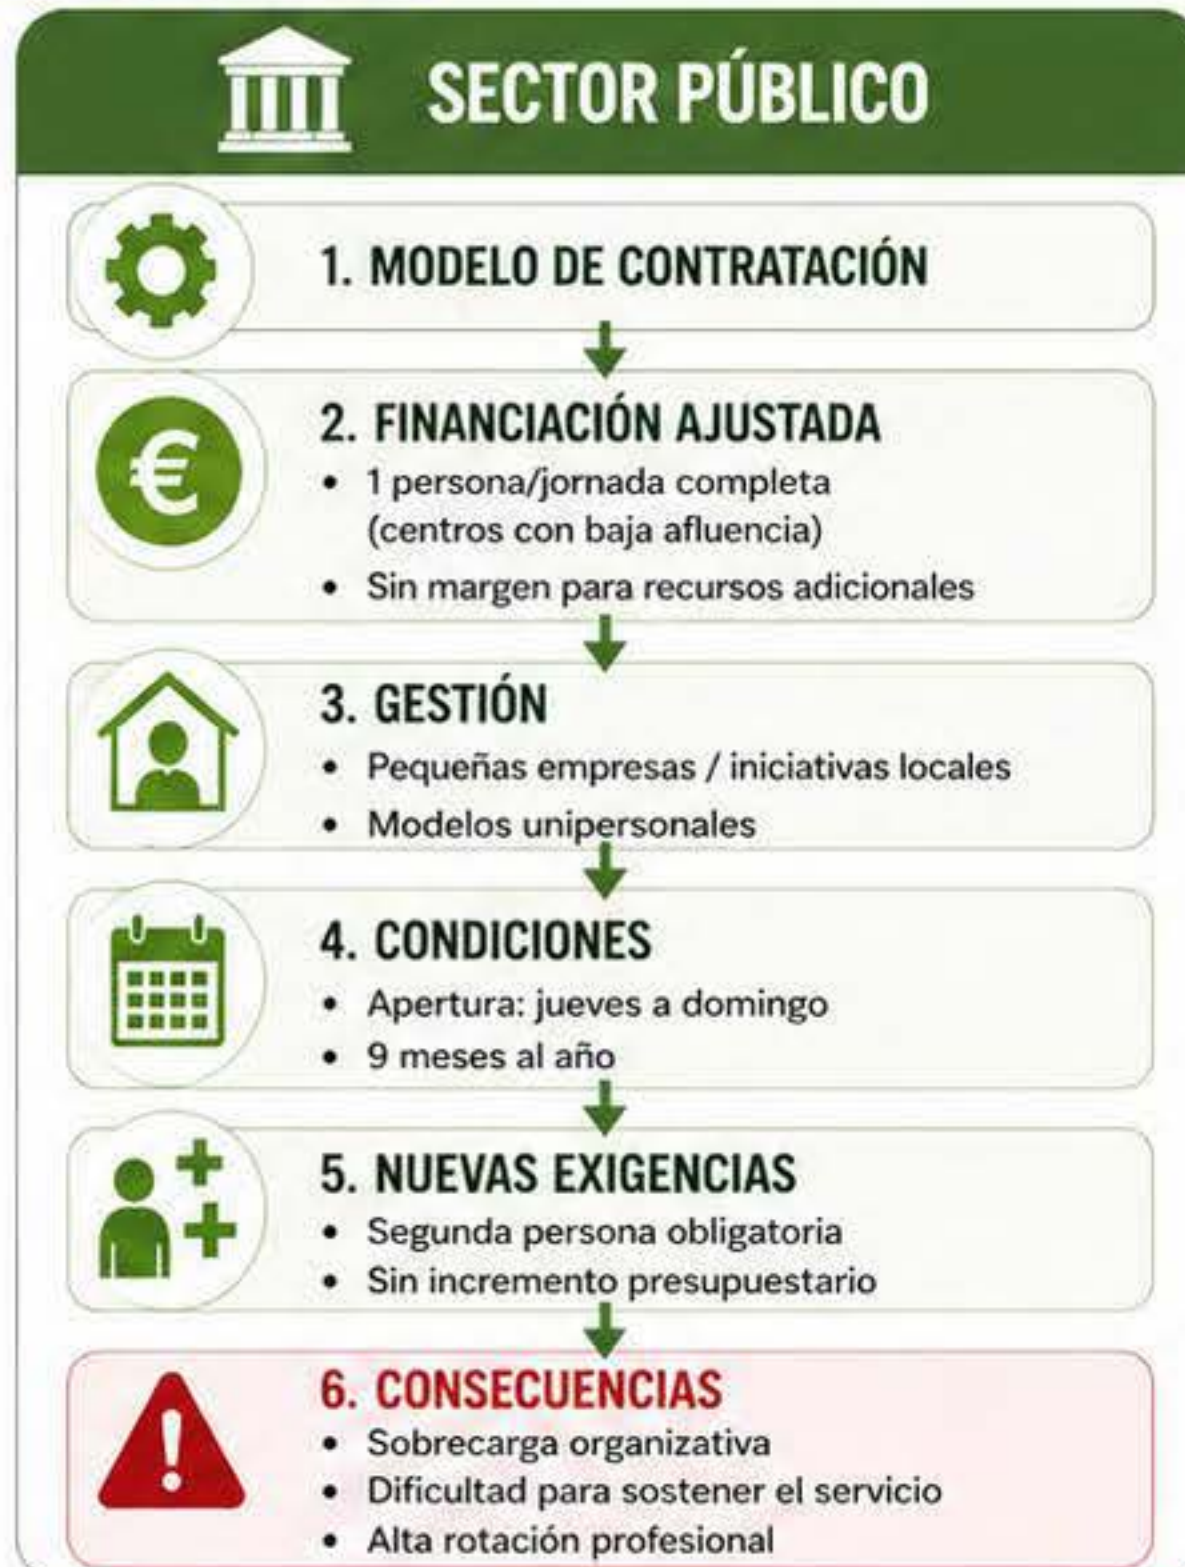 SECTOR PÚBLICO
1. MODELO DE CONTRATACIÓN
2. FINANCIACIÓN AJUSTADA
• 1 persona/jornada completa
(centros con baja afluencia)
• Sin margen para recursos adicionales
3. GESTIÓN
• Pequeñas empresas / iniciativas locales
• Modelos unipersonales
4. CONDICIONES
• Apertura: jueves a domingo
• 9 meses al año
5. NUEVAS EXIGENCIAS
• Segunda persona obligatoria
• Sin incremento presupuestario
6. CONSECUENCIAS
• Sobrecarga organizativa
• Dificultad para sostener el servicio
• Alta rotación profesional